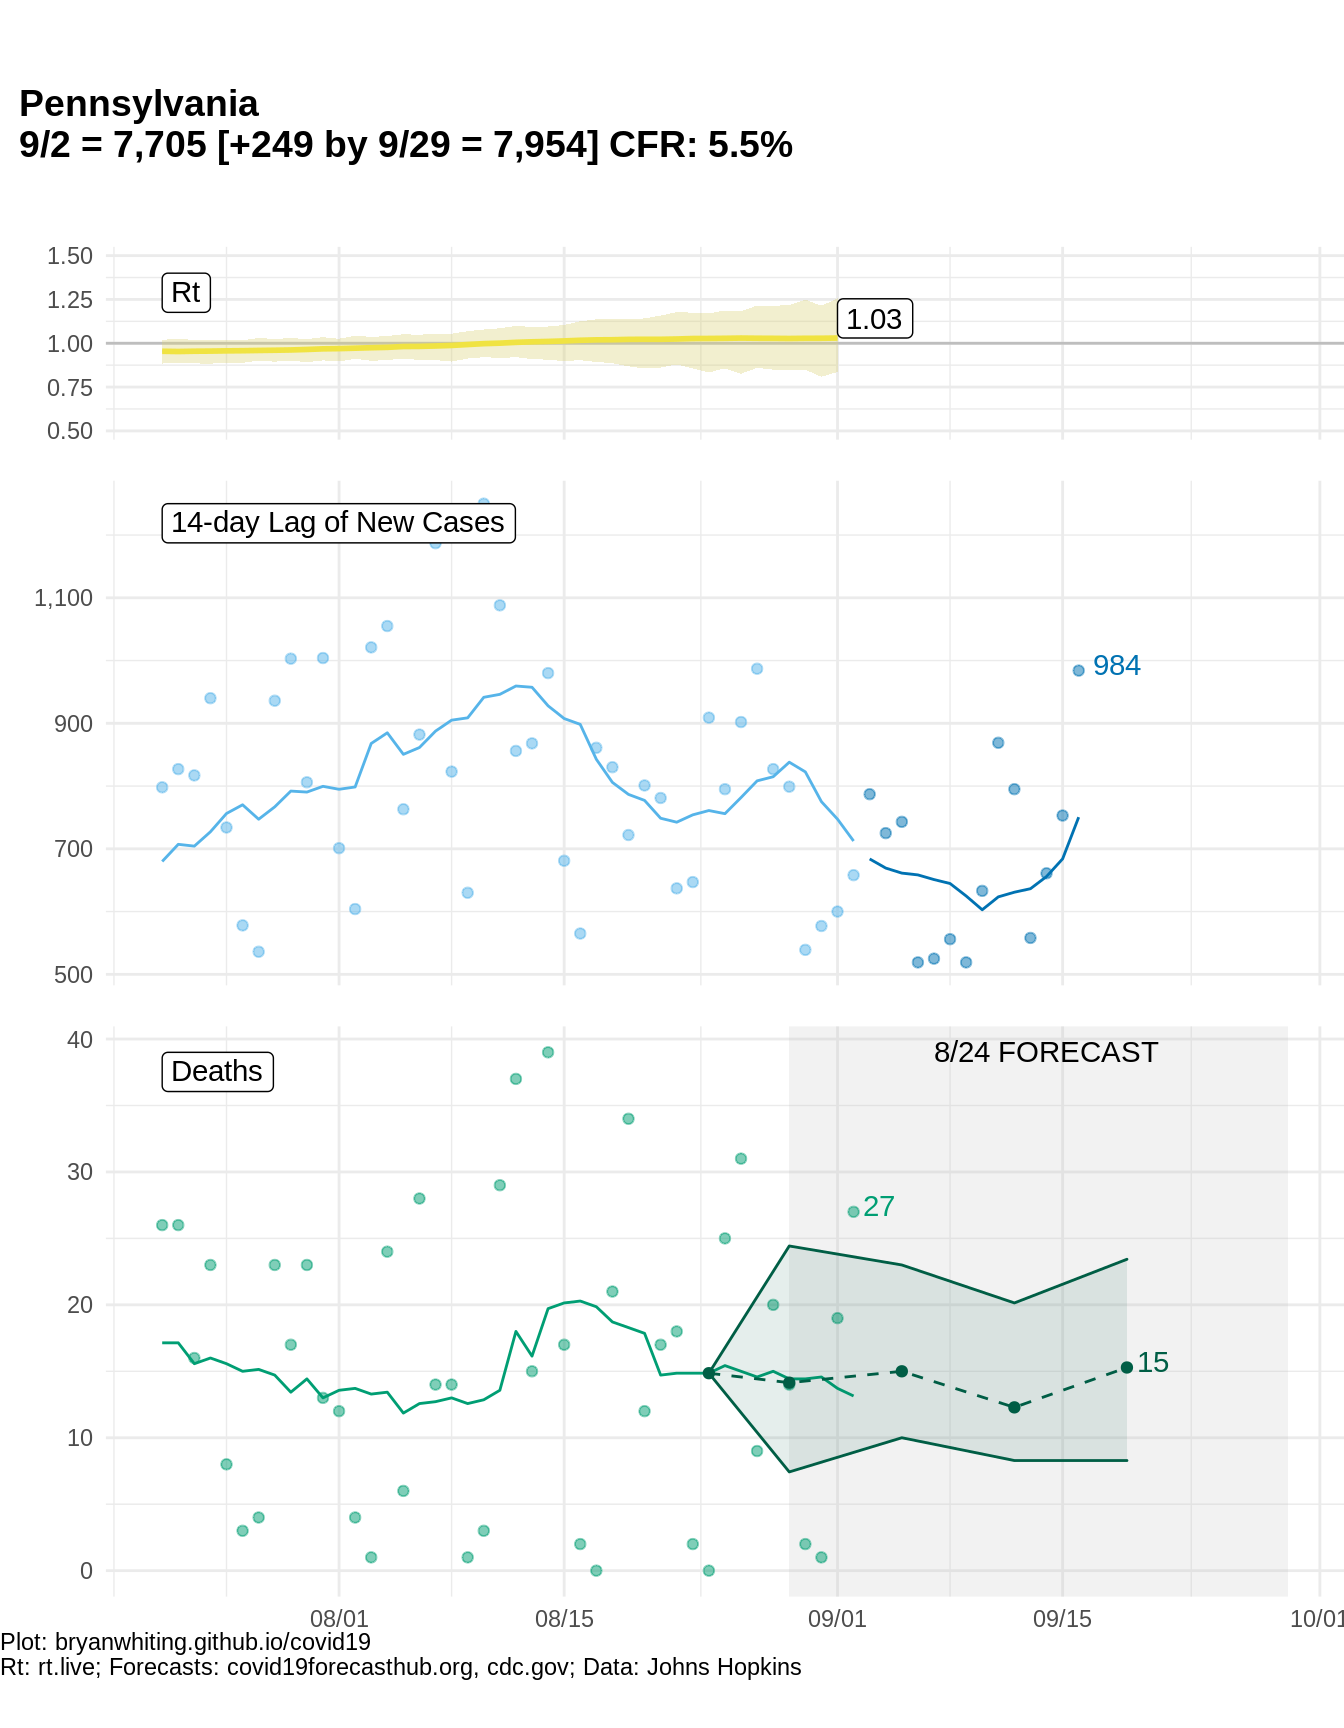 Pennsylvania
9/2 = 7,705 [+249 by 9/29 = 7,954] CFR: 5.5%
1.50
1.25
1.00
0.75
0.50
Rt
1.03
14-day Lag of New Cases
1,100
900
700
500
984
40
30
20
10
0
Deaths
8/24 FORECAST
27
15
08/01
08/15
09/01
09/15
10/01
Plot: bryanwhiting.github.io/covid19
Rt: rt.live; Forecasts: covid19forecasthub.org, cdc.gov; Data: Johns Hopkins